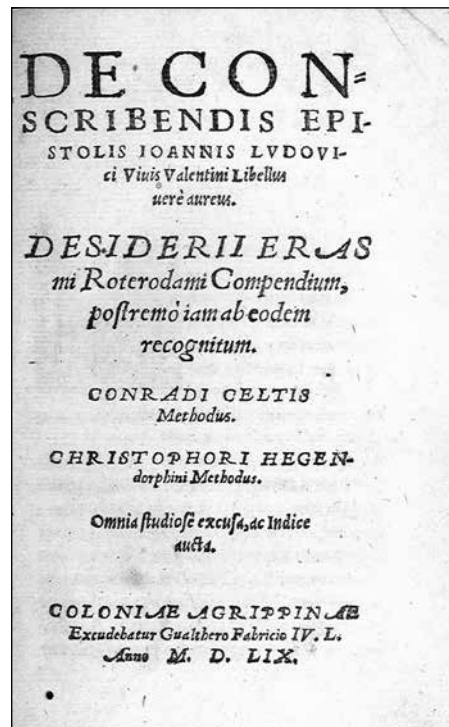 DE CON=
SCRIBENDIS EPI-
STOLIS IOANNIS LVDOVI-
ci Viuis Valentini Libellus
uerè aureus.
DESIDERII ERAS
mi Roterodami Compendium,
poſtremò iam ab eodem
recognitum.
CONRADI CELTIS
Methodus.
CHRISTOPHORI HEGEN-
dorphini Methodus.
Omnia ſtudioſè excuſa, ac Indice
aucta.
COLONIAE AGRIPPINAE
Excudebatur Gualthero Fabricio IV. L.
Anno M. D. LIX.